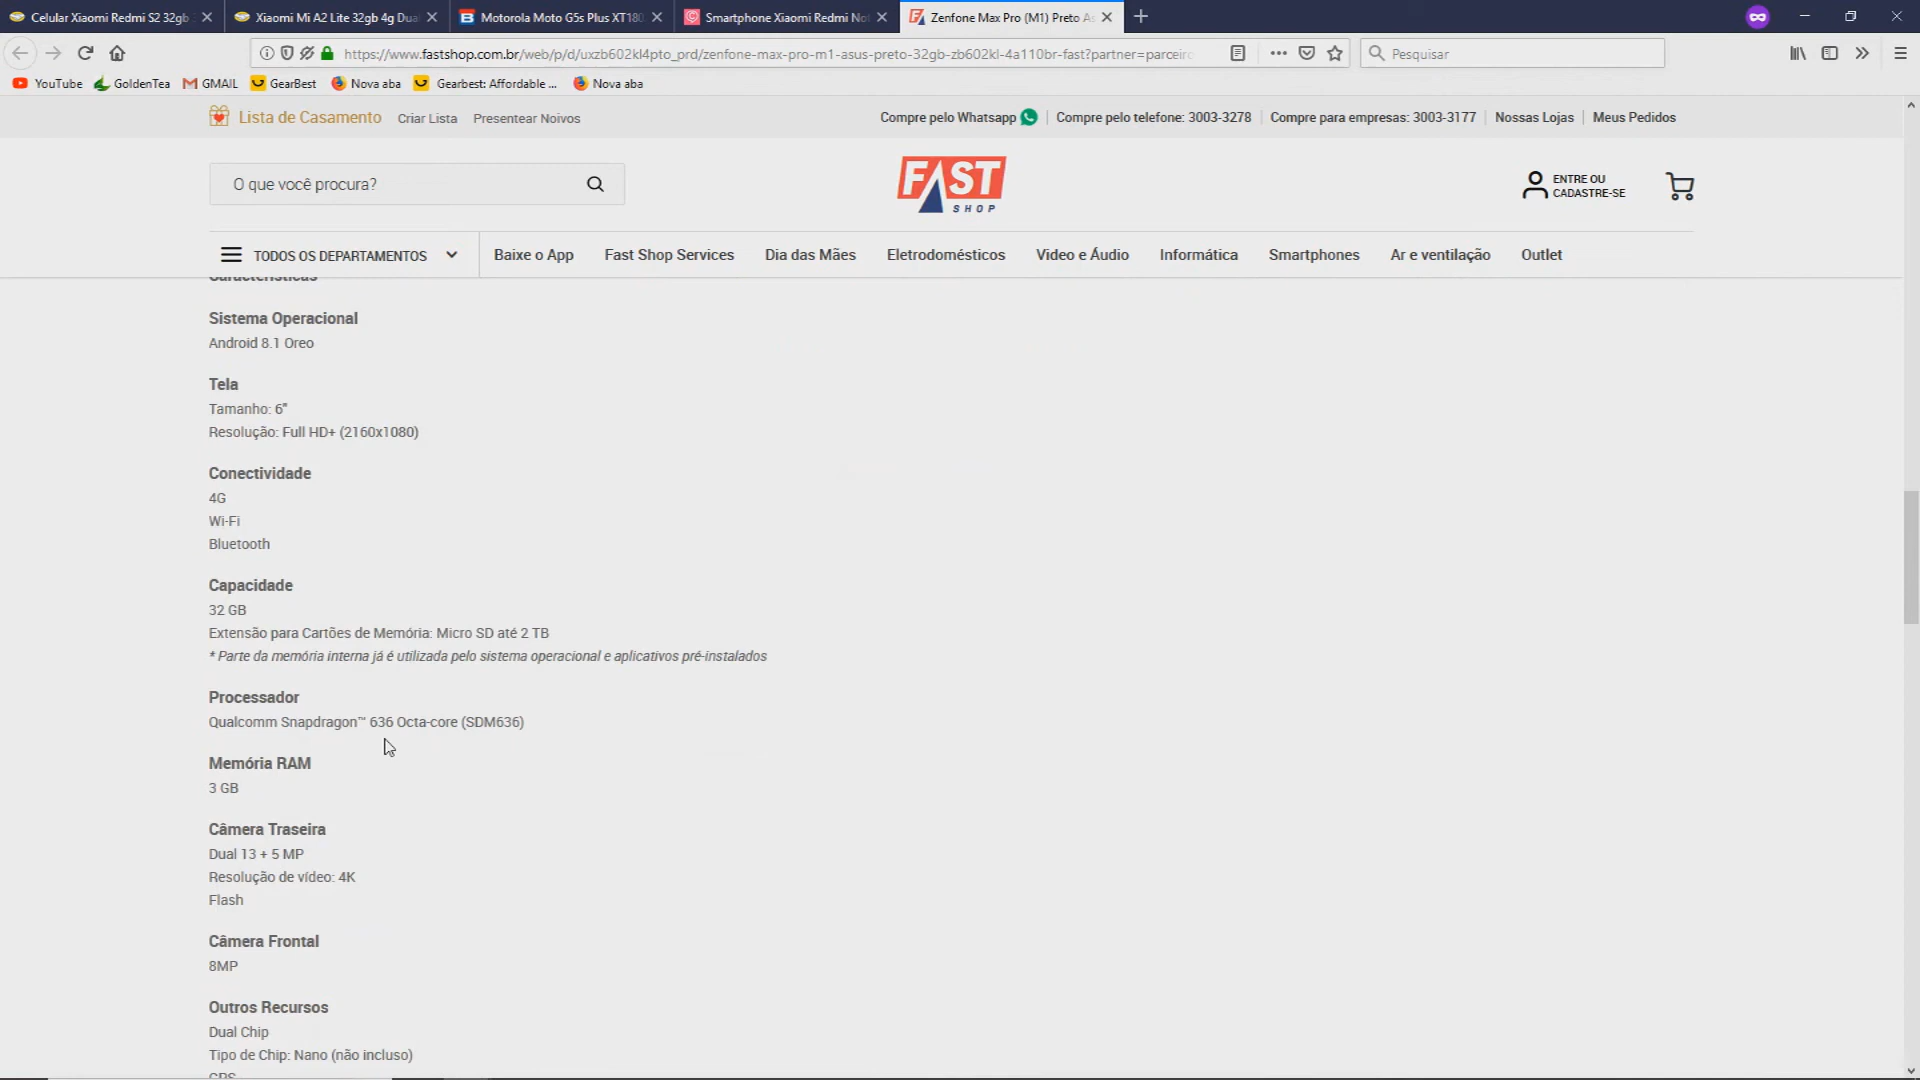 Celular Xiaomi Redmi S2 32gb
Xiaomi Mi A2 Lite 32gb 4g Dua
Motorola Moto G5s Plus XT180
Smartphone Xiaomi Redmi No
Zenfone Max Pro (M1) Preto A
https://www.fastshop.com.br/web/p/d/uxzb602kl4pto_prd/zenfone-max-pro-m1-asus-preto-32gb-zb602kl-4a110br-fast?partner=parceiro
Pesquisar
YouTube
GoldenTea
GMAIL
GearBest
Nova aba
Gearbest: Affordable ...
Nova aba
Lista de Casamento
Criar Lista
Presentear Noivos
Compre pelo Whatsapp
Compre pelo telefone: 3003-3278
Compre para empresas: 3003-3177
Nossas Lojas
Meus Pedidos
O que você procura?
FAST
SHOP
ENTRE OU
CADASTRE-SE
TODOS OS DEPARTAMENTOS
Baixe o App
Fast Shop Services
Dia das Mães
Eletrodomésticos
Video e Áudio
Informática
Smartphones
Ar e ventilação
Outlet
Características
Sistema Operacional
Android 8.1 Oreo
Tela
Tamanho: 6"
Resolução: Full HD+ (2160x1080)
Conectividade
4G
Wi-Fi
Bluetooth
Capacidade
32 GB
Extensão para Cartões de Memória: Micro SD até 2 TB
* Parte da memória interna já é utilizada pelo sistema operacional e aplicativos pré-instalados
Processador
Qualcomm Snapdragon™ 636 Octa-core (SDM636)
Memória RAM
3 GB
Câmera Traseira
Dual 13 + 5 MP
Resolução de vídeo: 4K
Flash
Câmera Frontal
8MP
Outros Recursos
Dual Chip
Tipo de Chip: Nano (não incluso)
GPS